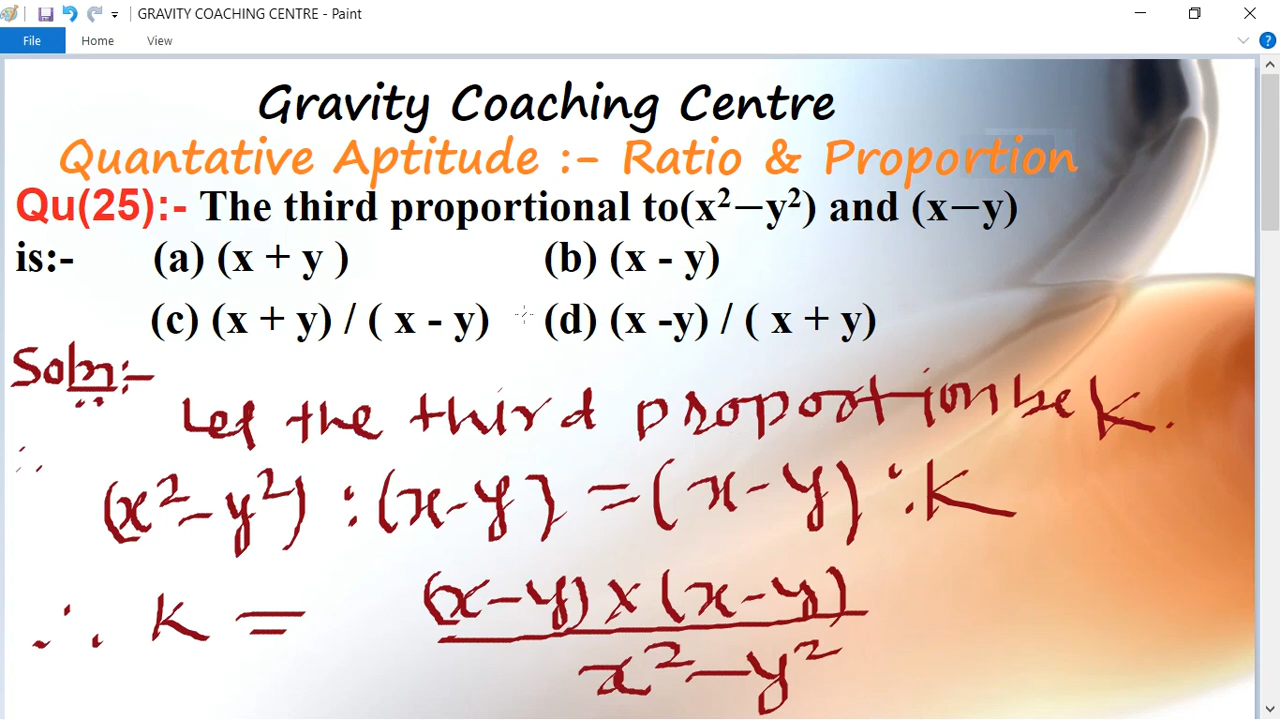 GRAVITY COACHING CENTRE - Paint
File Home View
Gravity Coaching Centre
Quantative Aptitude :- Ratio & Proportion
Qu(25):- The third proportional to(x²−y²) and (x−y)
is:- (a) (x + y ) (b) (x - y)
(c) (x + y) / ( x - y) (d) (x -y) / ( x + y)
Soln:-
Let the third proportion be K.
∴ (x²-y²) : (x-y) = (x-y) : K
∴ K = (x-y) × (x-y)
x²-y²